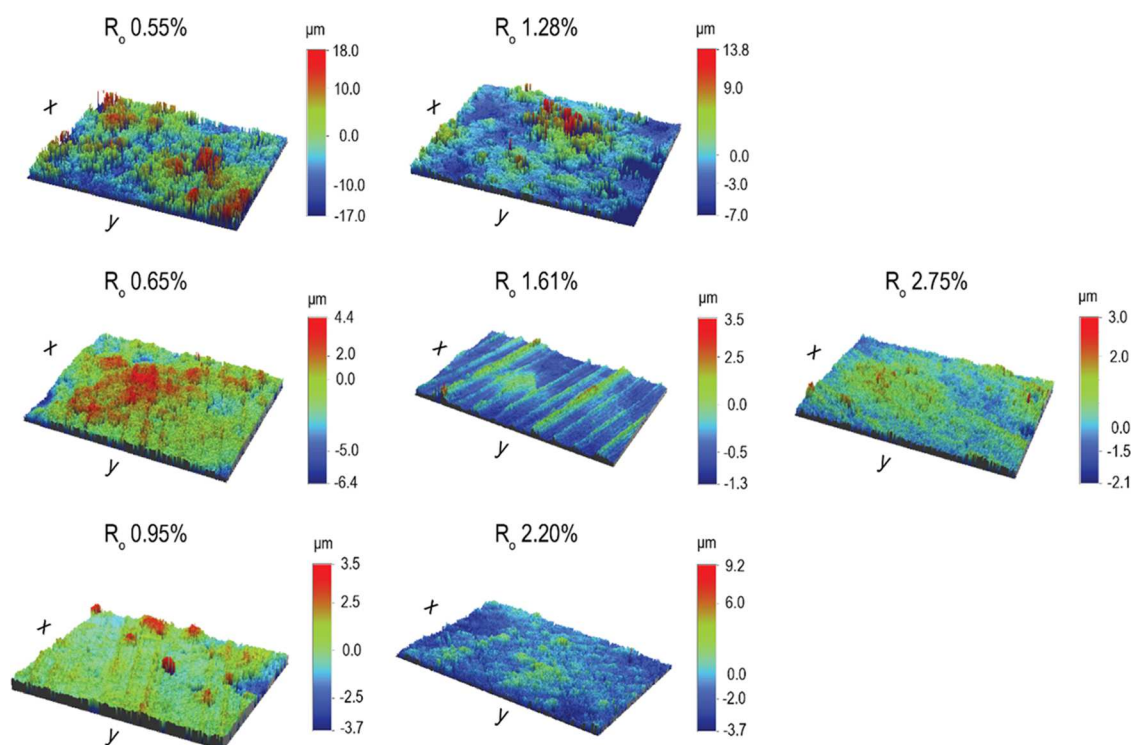 Ro 0.55%
µm
18.0
10.0
0.0
-10.0
-17.0
x
y
Ro 1.28%
µm
13.8
9.0
0.0
-3.0
-7.0
x
y
Ro 0.65%
µm
4.4
2.0
0.0
-5.0
-6.4
x
y
Ro 1.61%
µm
3.5
2.5
0.0
-0.5
-1.3
x
y
Ro 2.75%
µm
3.0
2.0
0.0
-1.5
-2.1
x
y
Ro 0.95%
µm
3.5
2.5
0.0
-2.5
-3.7
x
y
Ro 2.20%
µm
9.2
6.0
0.0
-2.0
-3.7
x
y